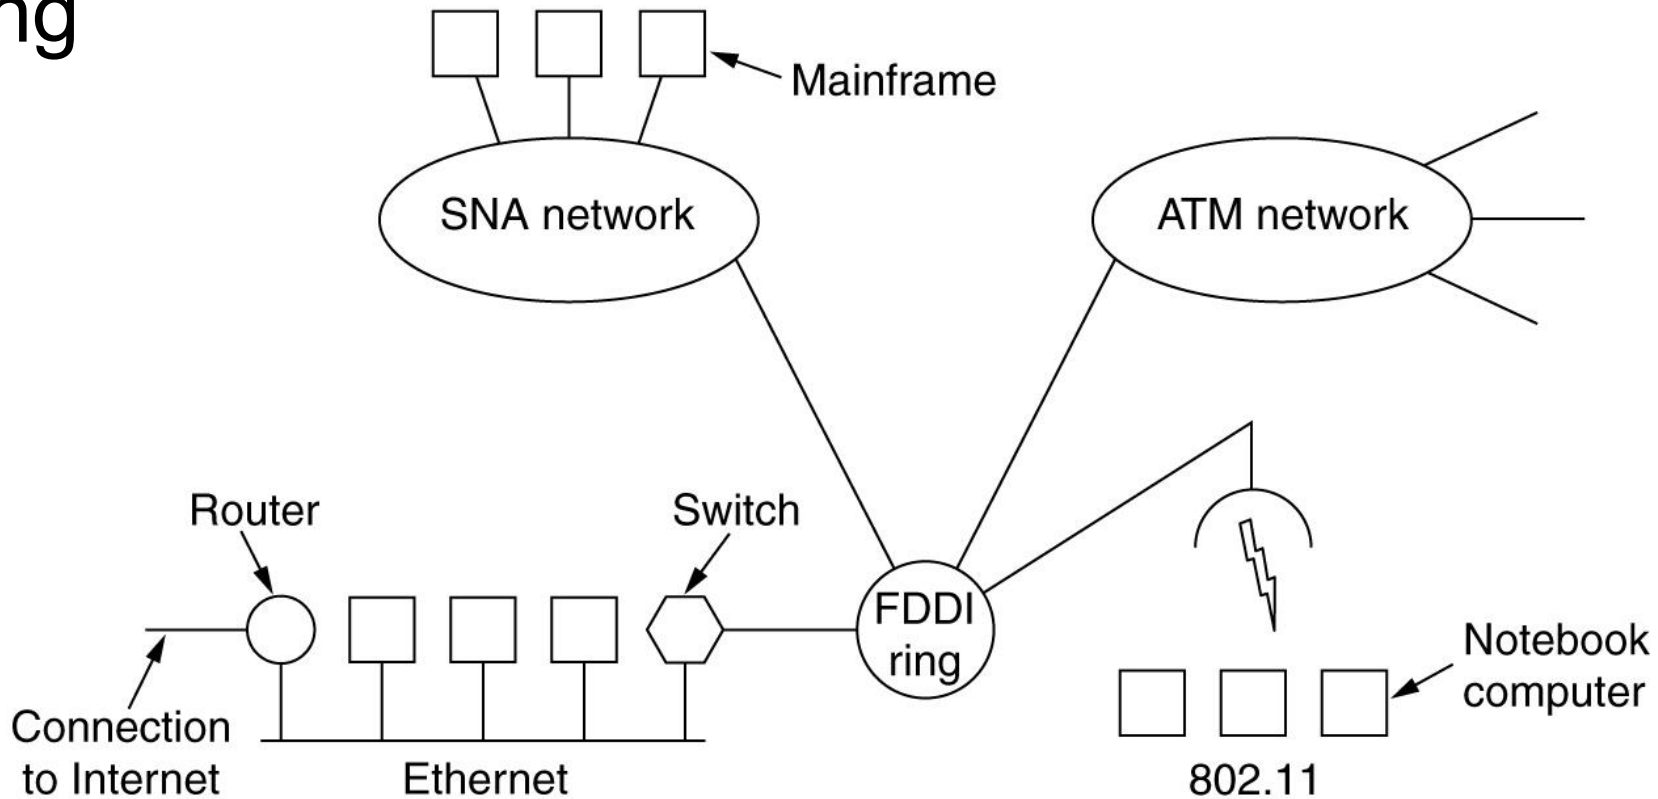 ng
Mainframe
SNA network
ATM network
Router
Switch
FDDI
ring
Notebook
computer
Connection
to Internet
Ethernet
802.11